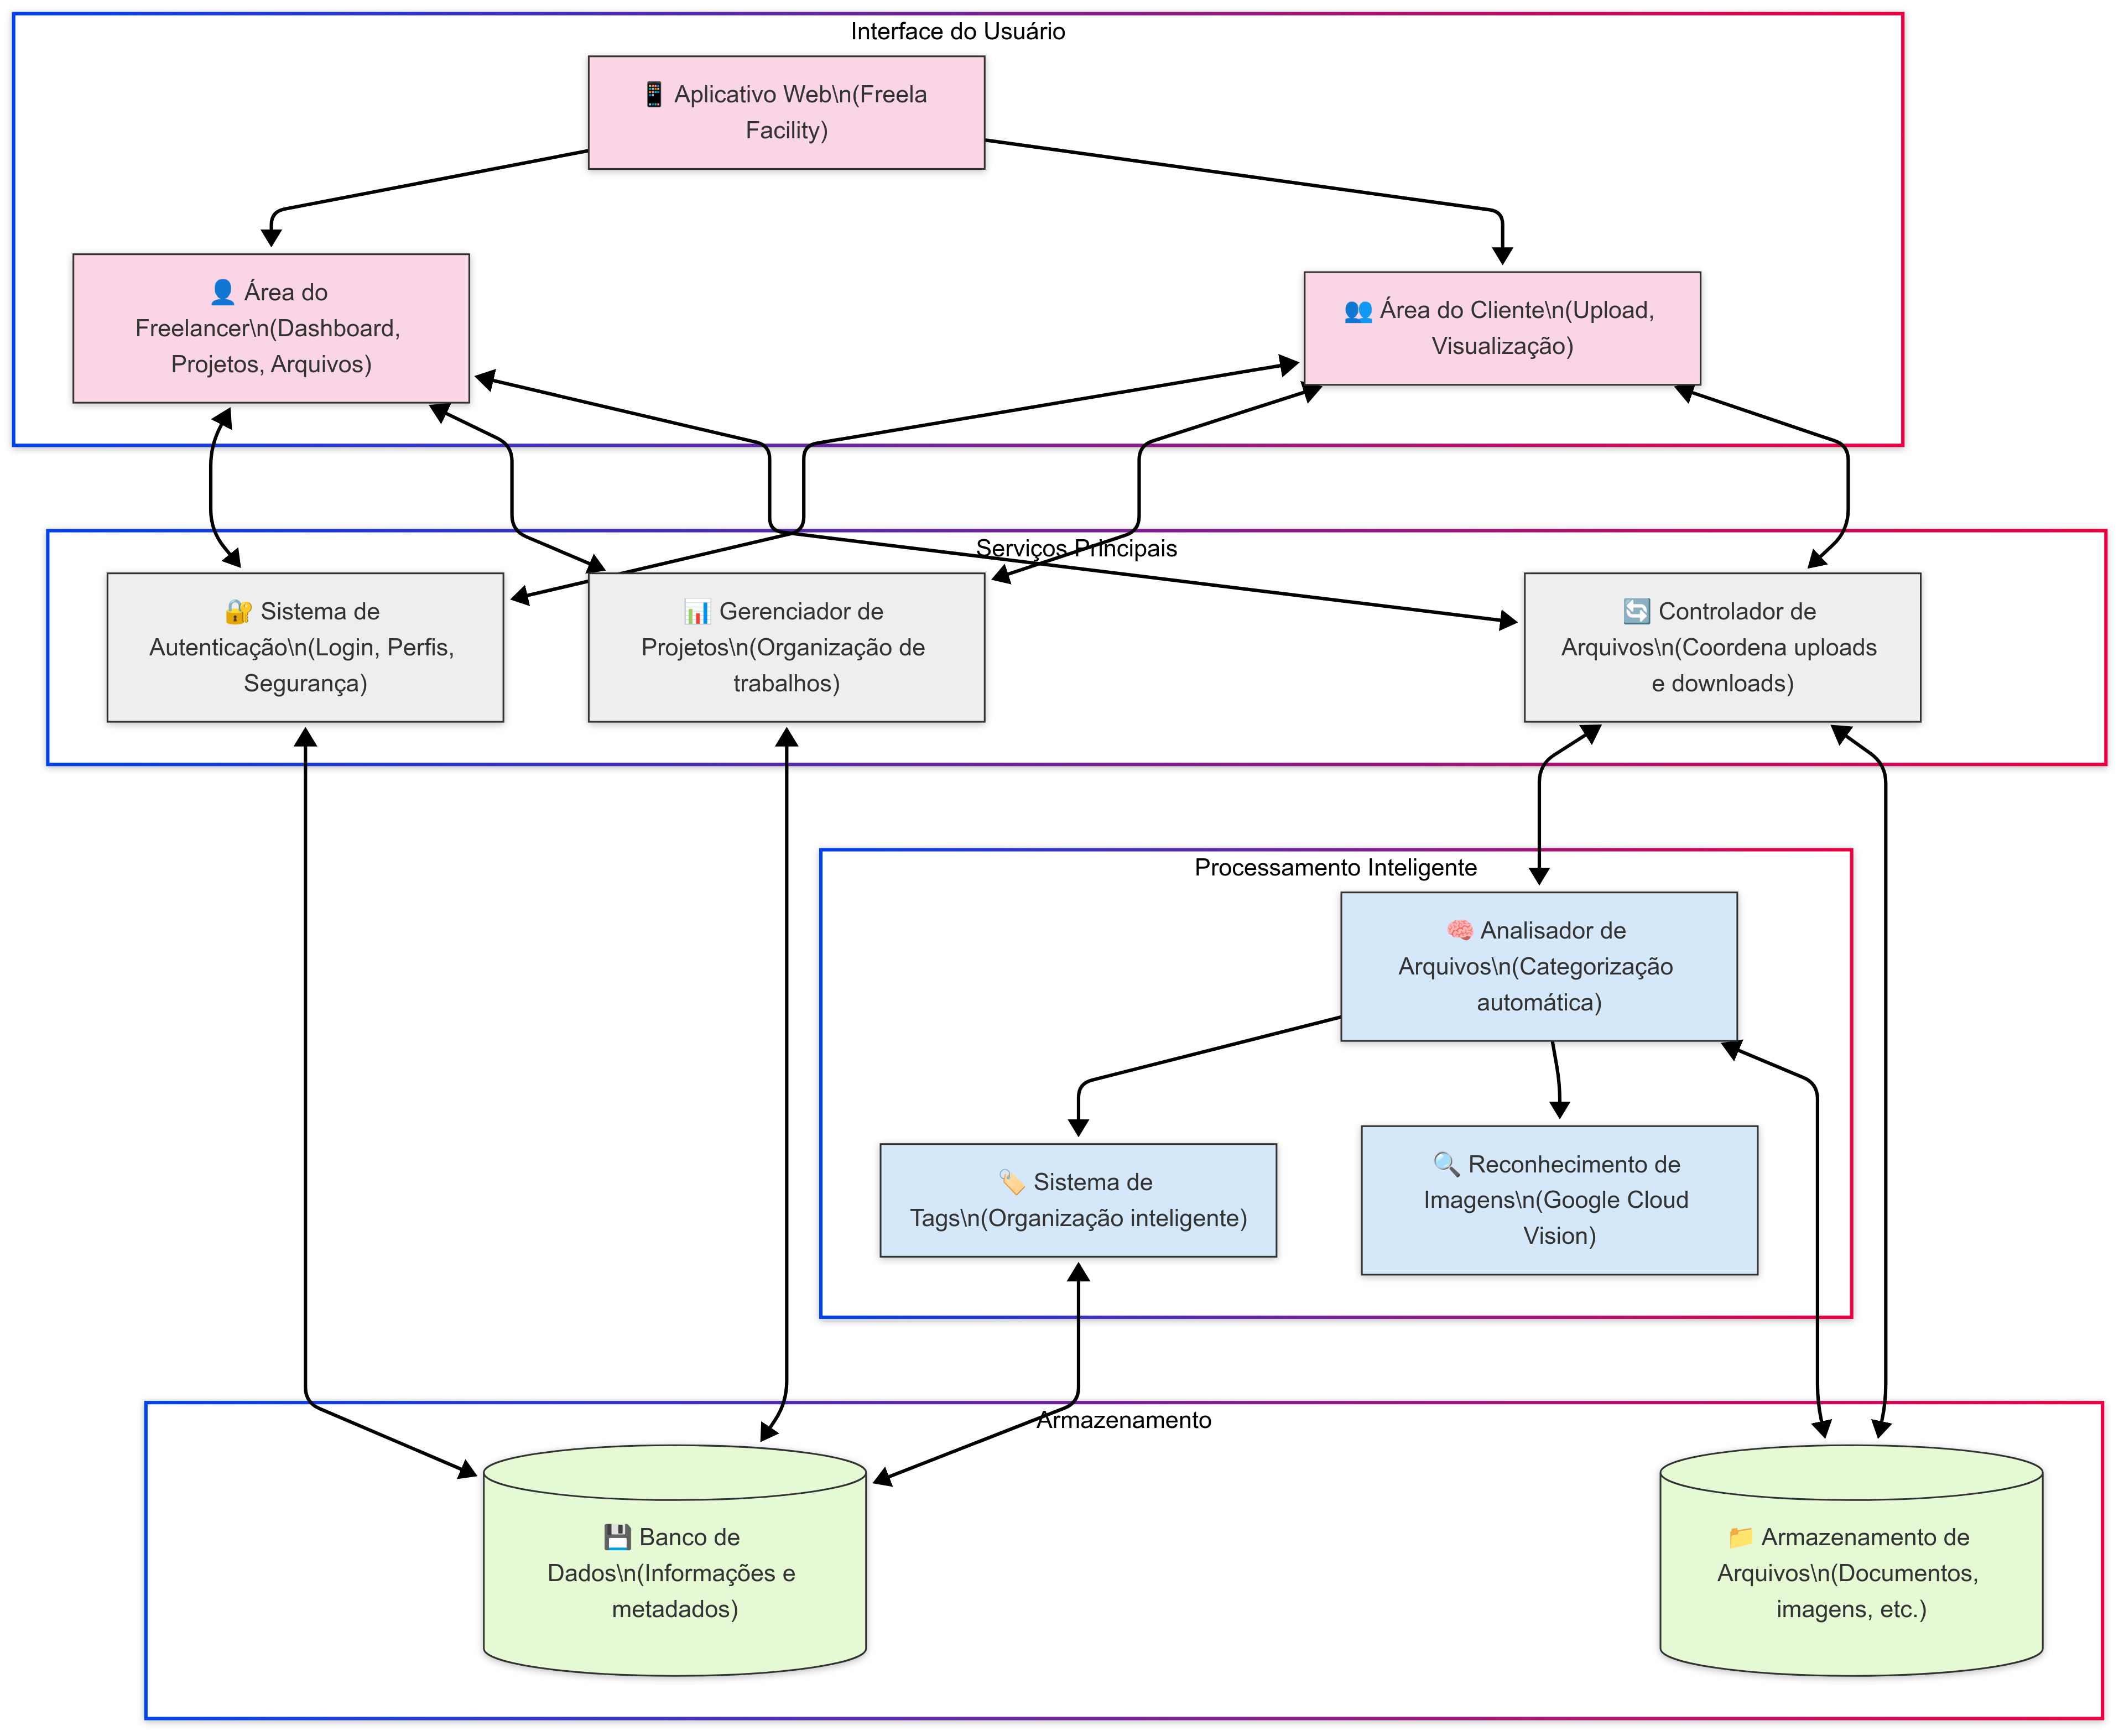 Interface do Usuário
📱 Aplicativo Web\n(Freela
Facility)
👤 Área do
Freelancer\n(Dashboard,
Projetos, Arquivos)
👥 Área do Cliente\n(Upload,
Visualização)
Serviços Principais
🔐 Sistema de
Autenticação\n(Login, Perfis,
Segurança)
📊 Gerenciador de
Projetos\n(Organização de
trabalhos)
🔄 Controlador de
Arquivos\n(Coordena uploads
e downloads)
Processamento Inteligente
🧠 Analisador de
Arquivos\n(Categorização
automática)
🏷️ Sistema de
Tags\n(Organização inteligente)
🔍 Reconhecimento de
Imagens\n(Google Cloud
Vision)
Armazenamento
💾 Banco de
Dados\n(Informações e
metadados)
📁 Armazenamento de
Arquivos\n(Documentos,
imagens, etc.)